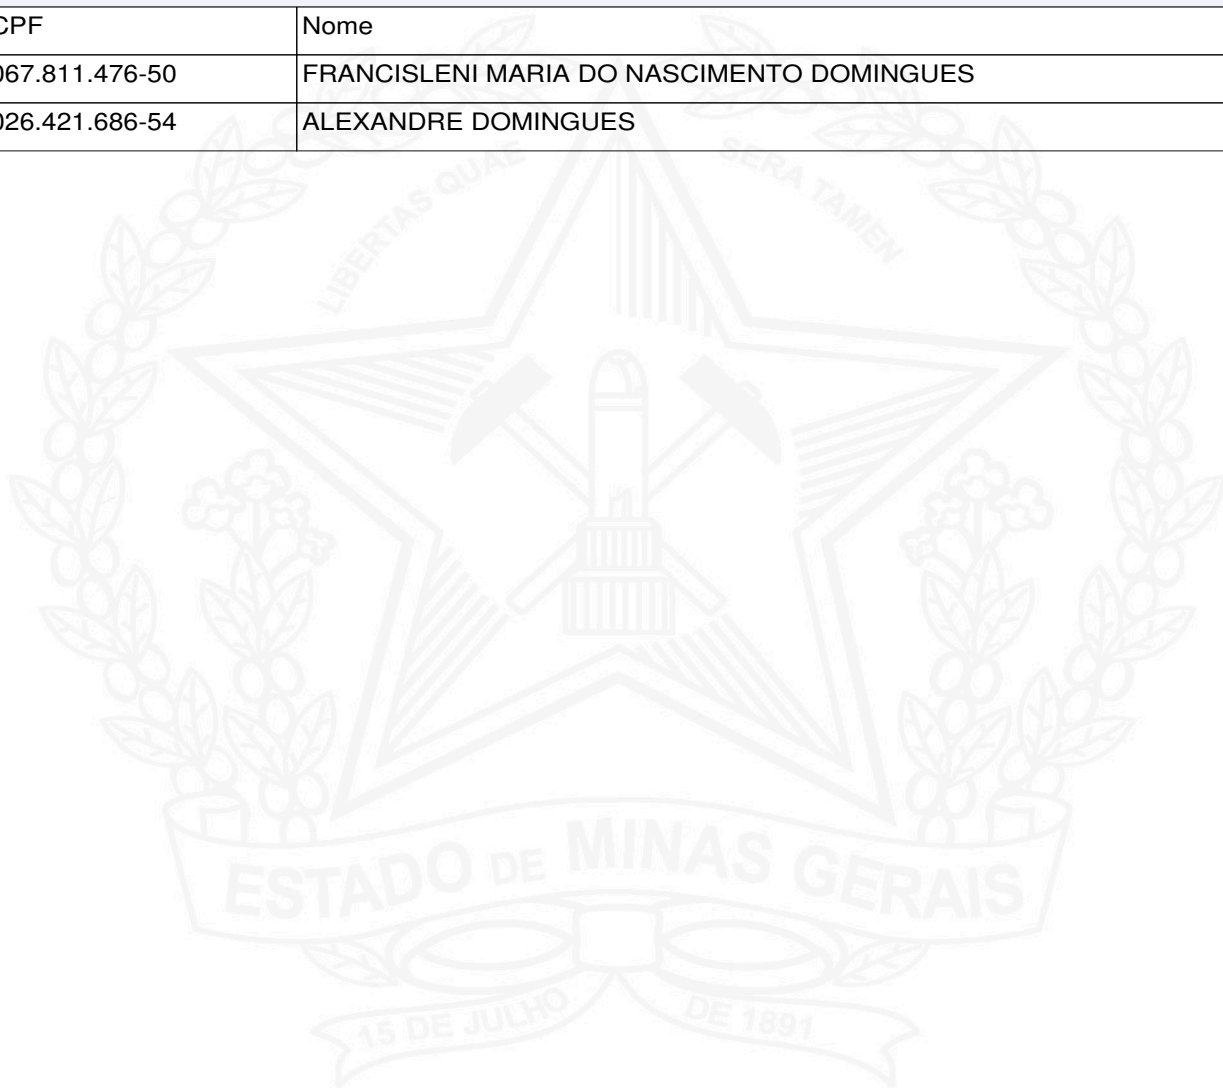 CPF Nome
067.811.476-50 FRANCISLENI MARIA DO NASCIMENTO DOMINGUES
026.421.686-54 ALEXANDRE DOMINGUES
LIBERTAS QUAE SERA TAMEN
ESTADO DE MINAS GERAIS
15 DE JULHO DE 1891